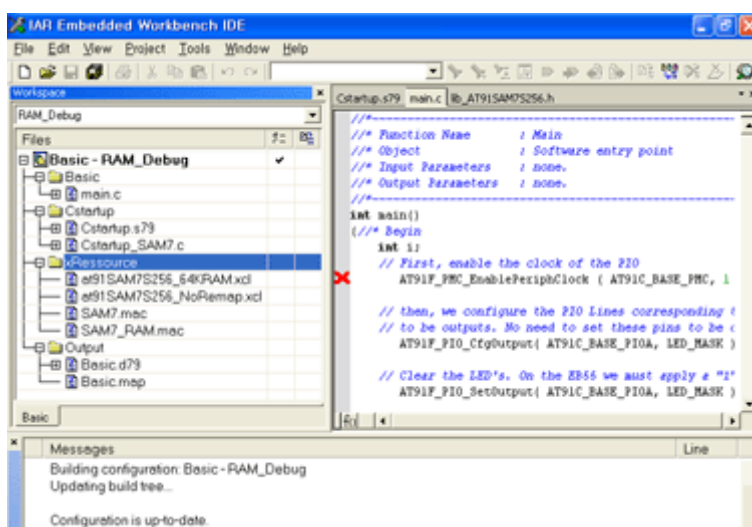 IAR Embedded Workbench IDE
File Edit View Project Tools Window Help
Workspace
RAM_Debug
Files
Basic - RAM_Debug
Basic
main.c
Cstartup
Cstartup.s79
Cstartup_SAM7.c
xRessource
at91SAM7S256_64KRAM.xcl
at91SAM7S256_NoRemap.xcl
SAM7.mac
SAM7_RAM.mac
Output
Basic.d79
Basic.map
Basic
Cstartup.s79 main.c lib_AT91SAM7S256.h
//*----------------------------------------
//* Function Name : Main
//* Object : Software entry point
//* Input Parameters : none.
//* Output Parameters : none.
//*----------------------------------------
int main()
{//* Begin
int i;
// First, enable the clock of the PIO
AT91F_PMC_EnablePeriphClock ( AT91C_BASE_PMC, 1
// then, we configure the PIO Lines corresponding t
// to be outputs. No need to set these pins to be d
AT91F_PIO_CfgOutput( AT91C_BASE_PIOA, LED_MASK )
// Clear the LED's. On the EB55 we must apply a "1"
AT91F_PIO_SetOutput( AT91C_BASE_PIOA, LED_MASK )
Messages Line
Building configuration: Basic - RAM_Debug
Updating build tree...
Configuration is up-to-date.